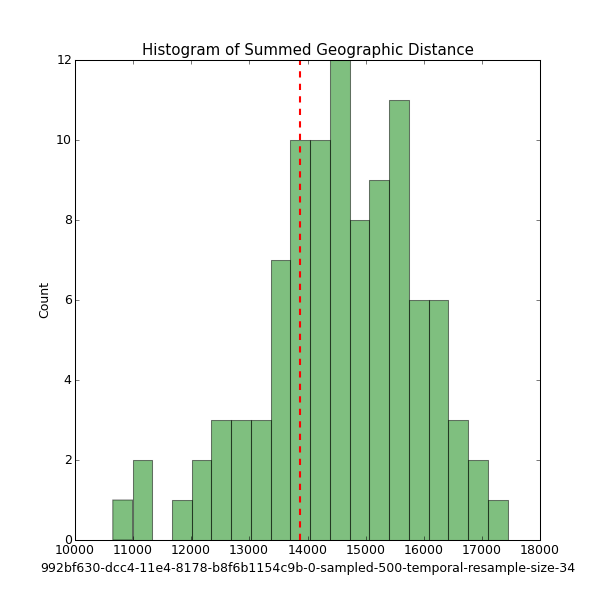 Histogram of Summed Geographic Distance
12
10
8
6
4
2
0
Count
10000 11000 12000 13000 14000 15000 16000 17000 18000
992bf630-dcc4-11e4-8178-b8f6b1154c9b-0-sampled-500-temporal-resample-size-34